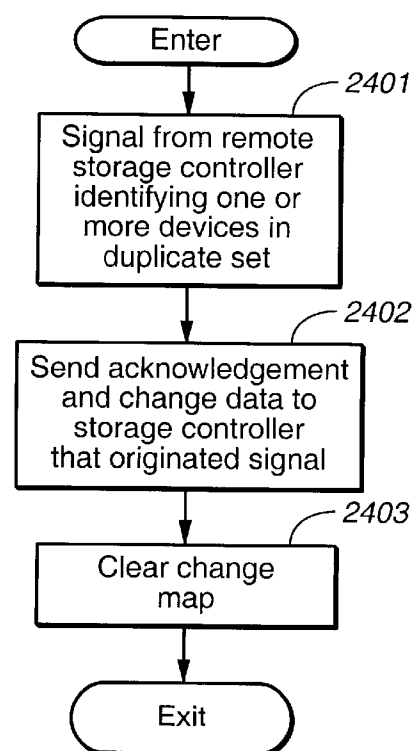 Enter
2401
Signal from remote
storage controller
identifying one or
more devices in
duplicate set
2402
Send acknowledgement
and change data to
storage controller
that originated signal
2403
Clear change
map
Exit